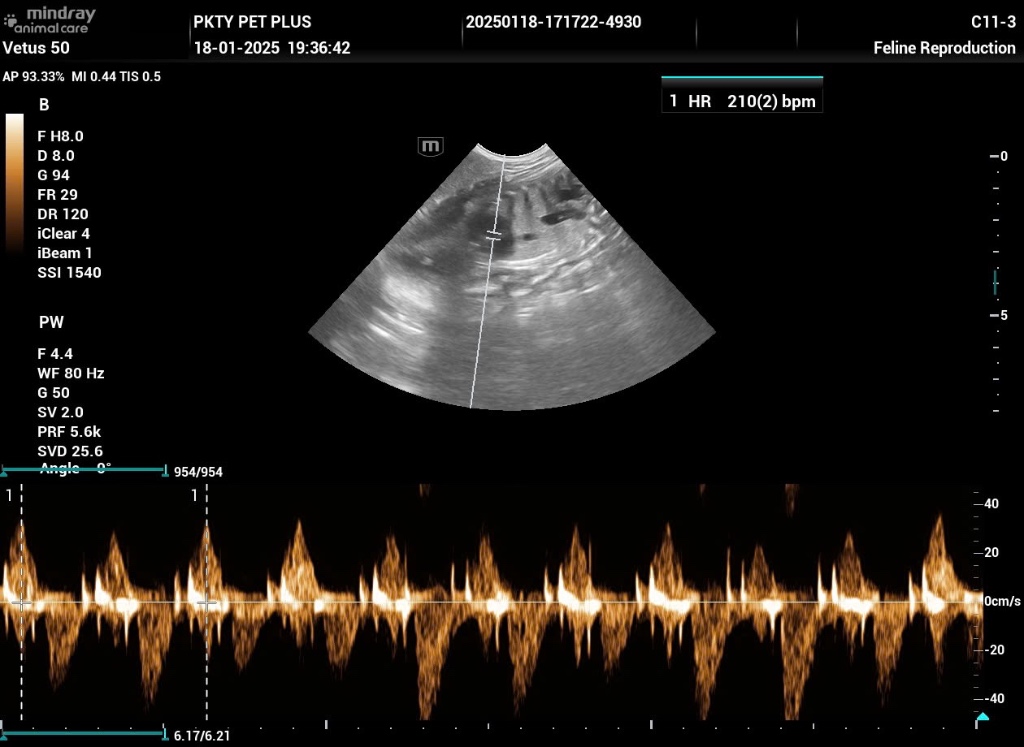 mindray
animal care
PKTY PET PLUS
20250118-171722-4930
C11-3
Vetus 50
18-01-2025 19:36:42
Feline Reproduction
AP 93.33% MI 0.44 TIS 0.5
1 HR 210(2) bpm
B
F H8.0
D 8.0
G 94
FR 29
DR 120
iClear 4
iBeam 1
SSI 1540
m
0
5
PW
F 4.4
WF 80 Hz
G 50
SV 2.0
PRF 5.6k
SVD 25.6
Angle 0°
954/954
1
1
40
20
0cm/s
-20
-40
6.17/6.21